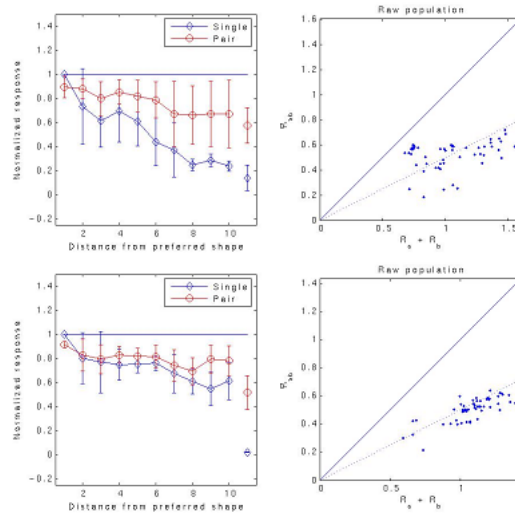 Raw population
Single
Pair
Normalized response
1.4
1.2
1
0.8
0.6
0.4
0.2
0
-0.2
2 4 6 8 10
Distance from preferred shape
1.6
1.4
1.2
1
0.8
0.6
0.4
0.2
0
0 0.5 1 1.5
R_a + R_b
Raw population
Single
Pair
Normalized response
1.4
1.2
1
0.8
0.6
0.4
0.2
0
-0.2
2 4 6 8 10
Distance from preferred shape
1.4
1.2
1
0.8
0.6
0.4
0.2
0
0 0.5 1
R_a + R_b